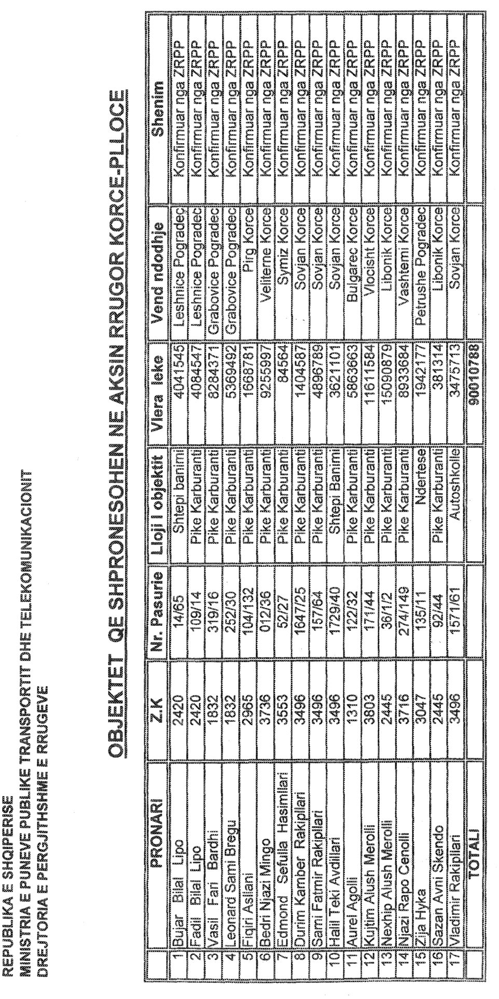 REPUBLIKA E SHQIPERISE
MINISTRIA E PUNEVE PUBLIKE TRANSPORTIT DHE TELEKOMUNIKACIONIT
DREJTORIA E PERGJITHSHME E RRUGEVE
OBJEKTET QE SHPRONESOHEN NE AKSIN RRUGOR KORCE-PLLOCE
PRONARI Z.K Nr. Pasurie Lloji i objektit Vlera leke Vend ndodhje Shenim
1 Bujar Bilal Lipo 2420 14/65 Shtepi banimi 4041545 Leshnice Pogradec Konfirmuar nga ZRPP
2 Fadil Bilal Lipo 2420 109/14 Pike Karburanti 4084547 Leshnice Pogradec Konfirmuar nga ZRPP
3 Vasil Fari Bardhi 1832 319/16 Pike Karburanti 8284371 Grabovice Pogradec Konfirmuar nga ZRPP
4 Leonard Sami Bregu 1832 252/30 Pike Karburanti 5369492 Grabovice Pogradec Konfirmuar nga ZRPP
5 Fiqiri Asllani 2965 104/132 Pike Karburanti 1668781 Pirg Korce Konfirmuar nga ZRPP
6 Bedri Njazi Mingo 3736 012/36 Pike Karburanti 9255997 Veliterne Korce Konfirmuar nga ZRPP
7 Edmond Sefulla Hasimllari 3553 52/27 Pike Karburanti 84564 Symiz Korce Konfirmuar nga ZRPP
8 Durim Kamber Rakipllari 3496 1647/25 Pike Karburanti 1404587 Sovjan Korce Konfirmuar nga ZRPP
9 Sami Fatmir Rakipllari 3496 157/64 Pike Karburanti 4896789 Sovjan Korce Konfirmuar nga ZRPP
10 Halil Teki Avdillari 3496 1729/40 Shtepi Banimi 3621101 Sovjan Korce Konfirmuar nga ZRPP
11 Aurel Agolli 1310 122/32 Pike Karburanti 5863663 Bulgarec Korce Konfirmuar nga ZRPP
12 Kujtim Alush Merolli 3803 171/44 Pike Karburanti 11611584 Vlocisht Korce Konfirmuar nga ZRPP
13 Nexhip Alush Merolli 2445 36/1/2 Pike Karburanti 15090879 Libonik Korce Konfirmuar nga ZRPP
14 Njazi Rapo Cenolli 3716 274/149 Pike Karburanti 8933684 Vashtemi Korce Konfirmuar nga ZRPP
15 Zija Hyka 3047 135/11 Ndertese 1942177 Petrushe Pogradec Konfirmuar nga ZRPP
16 Sazan Avni Skendo 2445 92/44 Pike Karburanti 381314 Libonik Korce Konfirmuar nga ZRPP
17 Vladimir Rakipllari 3496 1571/61 Autoshkolle 3475713 Sovjan Korce Konfirmuar nga ZRPP
TOTALI 90010788